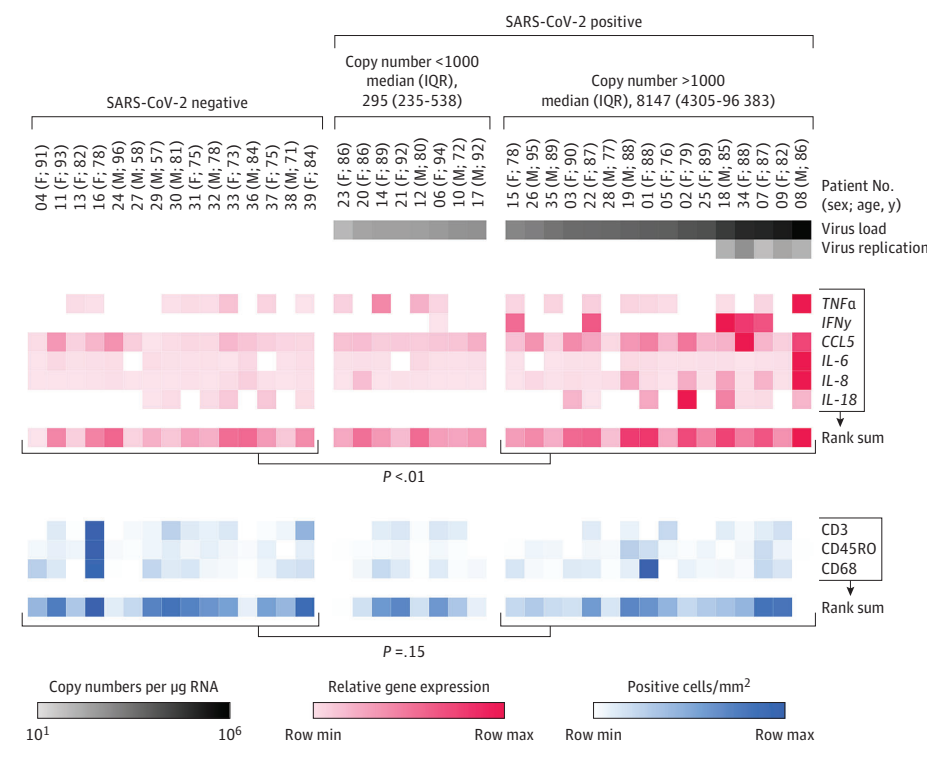 SARS-CoV-2 positive
Copy number <1000
median (IQR),
295 (235-538)
Copy number >1000
median (IQR), 8147 (4305-96 383)
SARS-CoV-2 negative
04 (F; 91)
11 (F; 93)
13 (F; 82)
16 (F; 78)
24 (M; 96)
27 (M; 58)
29 (M; 57)
30 (M; 81)
31 (F; 75)
32 (M; 78)
33 (F; 73)
36 (M; 84)
37 (F; 75)
38 (M; 71)
39 (F; 84)
23 (F; 86)
20 (F; 86)
14 (F; 89)
21 (F; 92)
12 (M; 80)
06 (F; 94)
10 (M; 72)
17 (M; 92)
15 (F; 78)
26 (M; 95)
35 (M; 89)
03 (F; 90)
22 (F; 87)
28 (M; 77)
19 (M; 88)
01 (F; 88)
05 (F; 76)
02 (F; 79)
25 (M; 89)
18 (M; 85)
34 (F; 88)
07 (F; 87)
09 (F; 82)
08 (M; 86)
Patient No.
(sex; age, y)
Virus load
Virus replication
TNFα
IFNy
CCL5
IL-6
IL-8
IL-18
Rank sum
P <.01
CD3
CD45RO
CD68
Rank sum
P =.15
Copy numbers per µg RNA
10¹ 10⁶
Relative gene expression
Row min Row max
Positive cells/mm²
Row min Row max